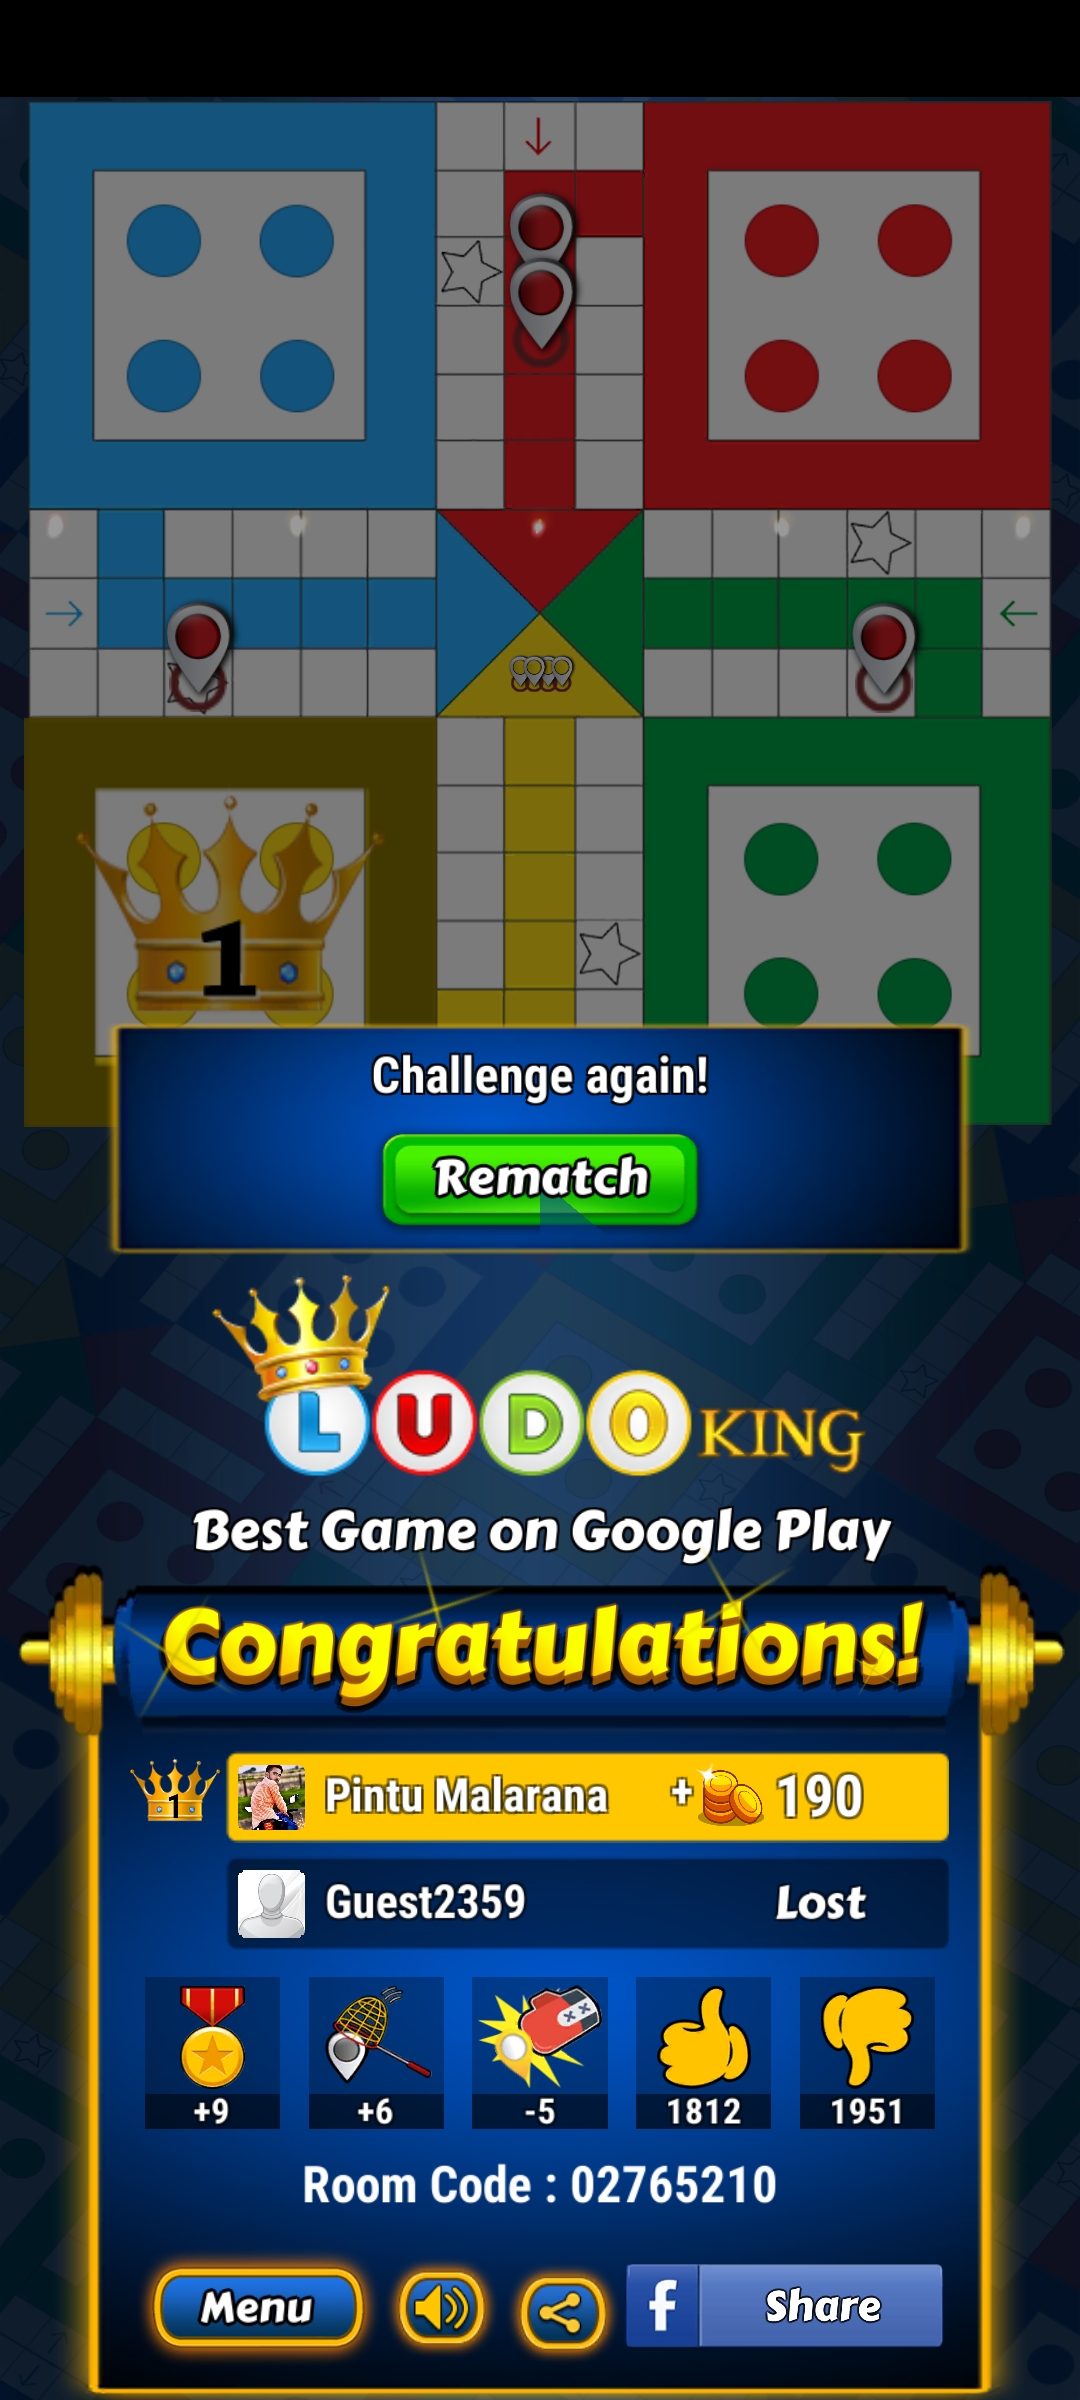 1
Challenge again!
Rematch
LUDO KING
Best Game on Google Play
Congratulations!
1 Pintu Malarana + 190
Guest2359 Lost
+9 +6 -5 1812 1951
Room Code : 02765210
Menu f Share